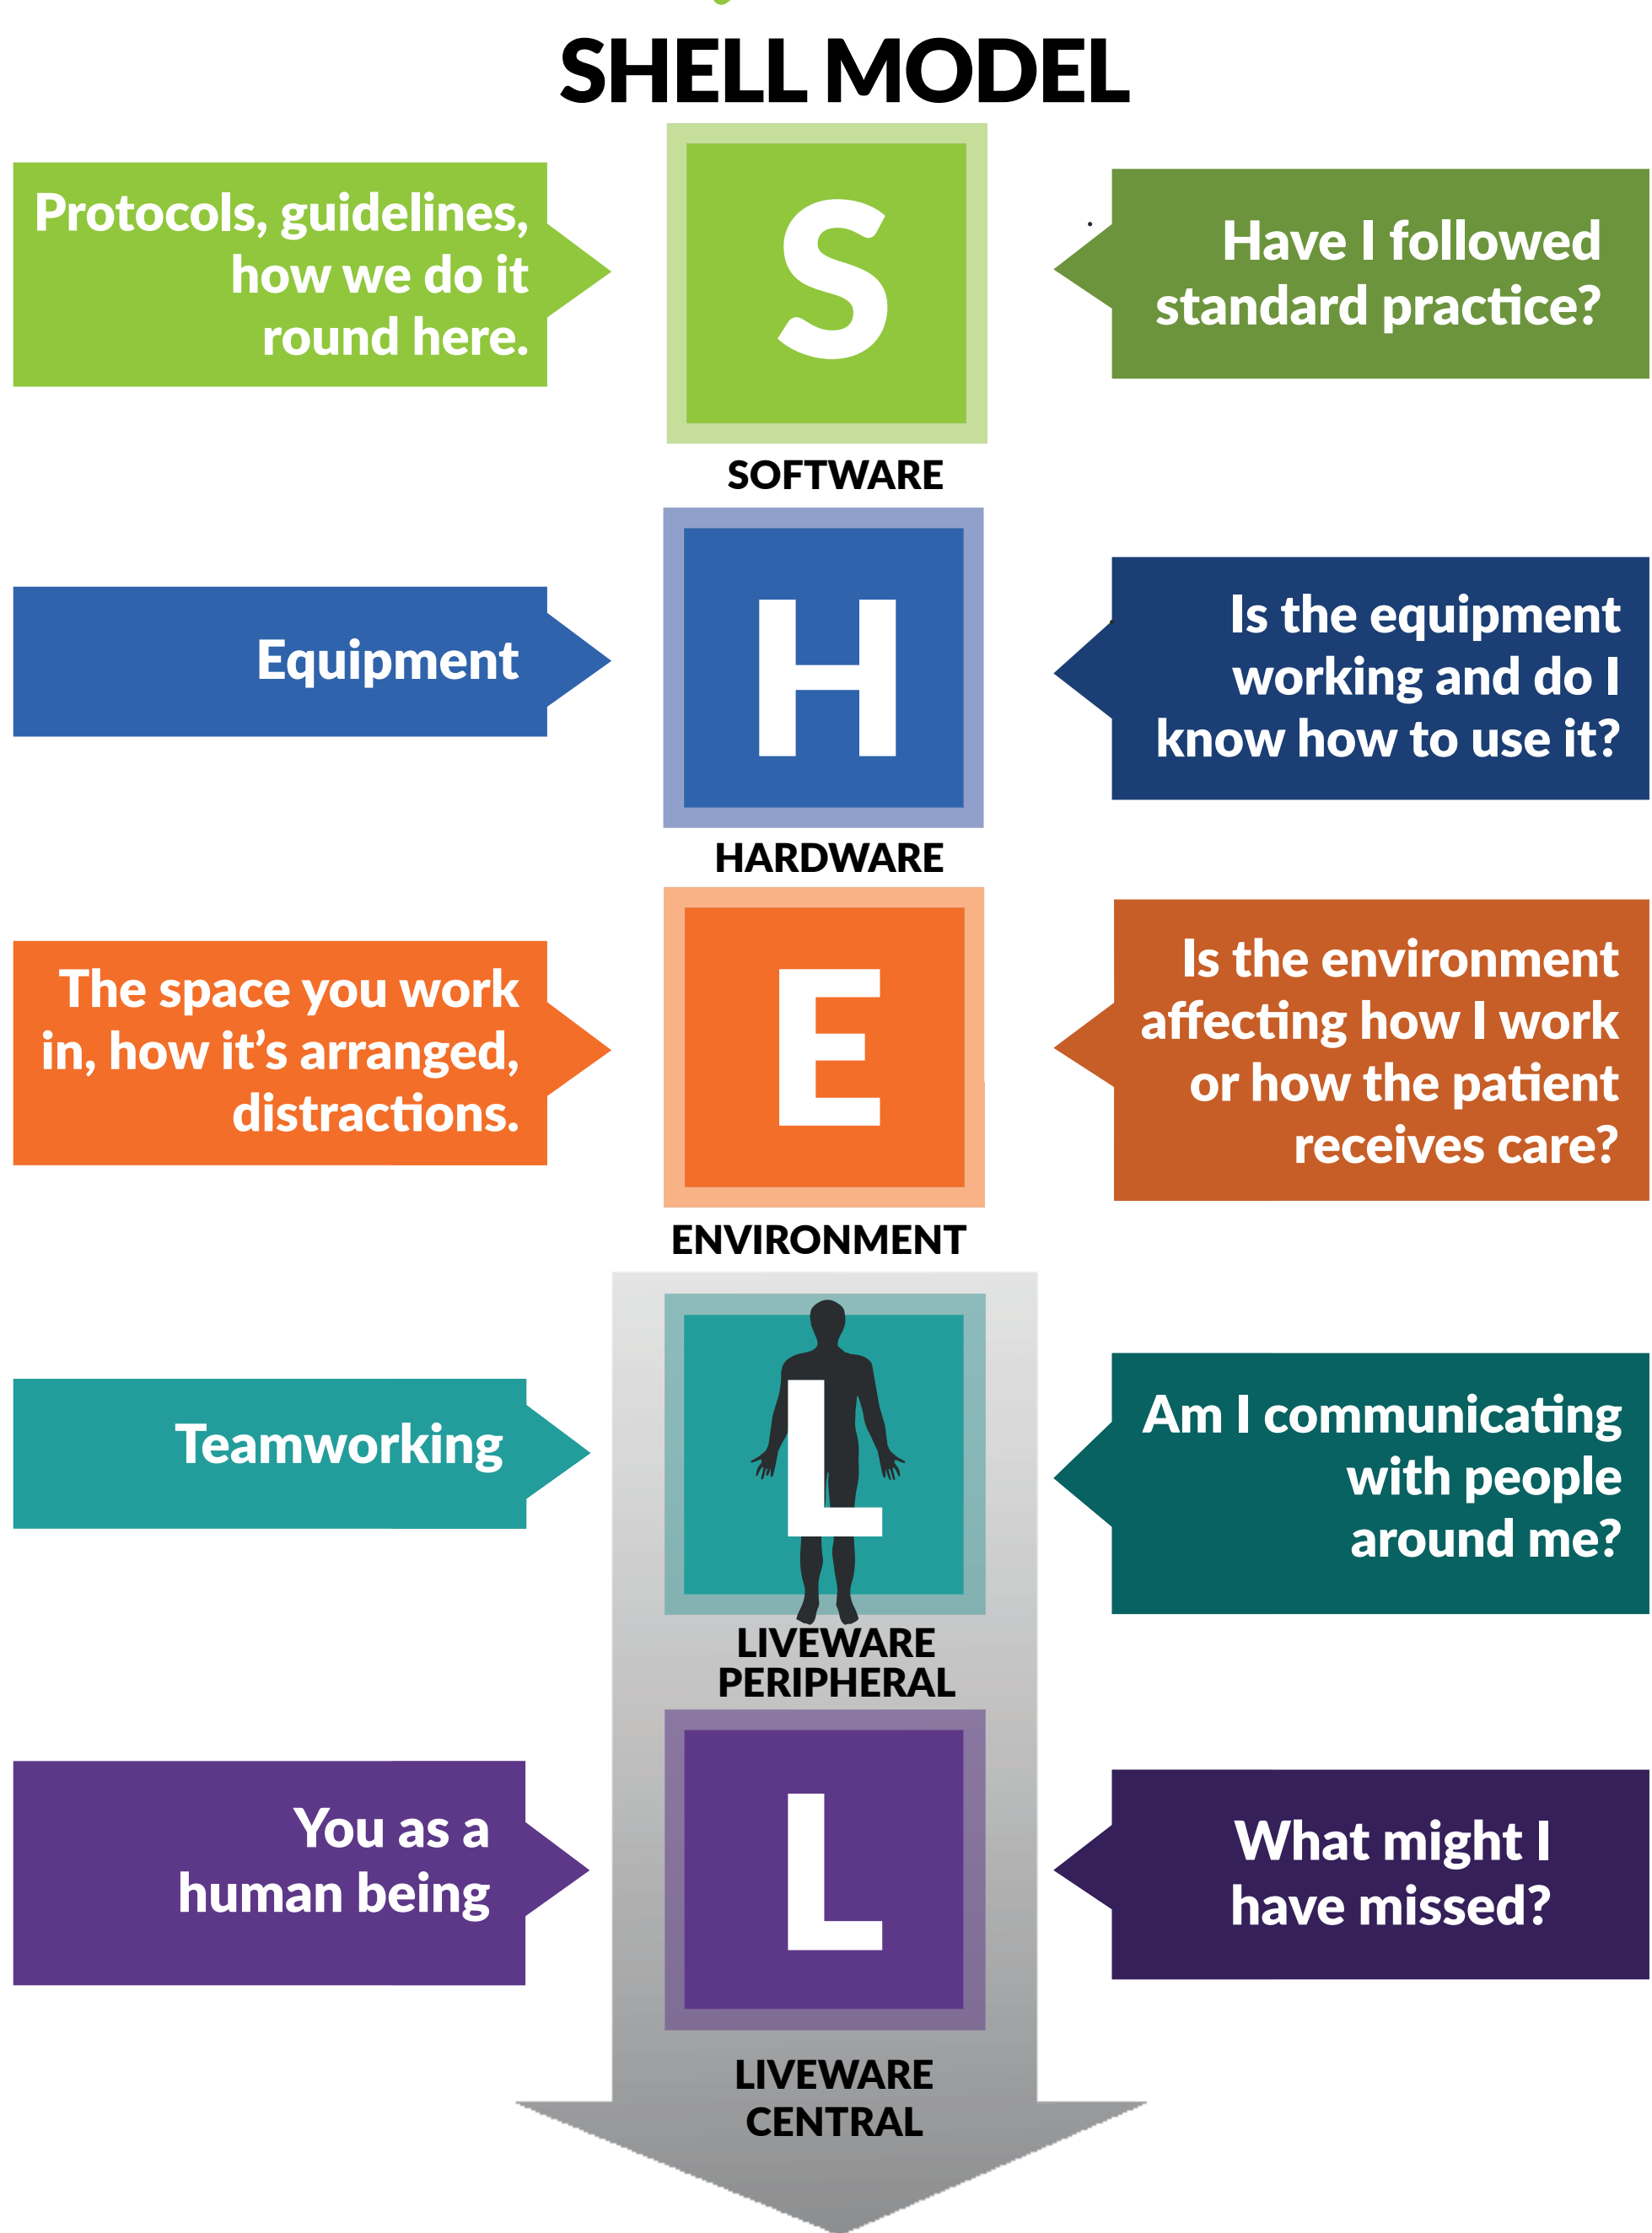 SHELL MODEL
Protocols, guidelines,
how we do it
round here.
S
Have I followed
standard practice?
SOFTWARE
Equipment
H
Is the equipment
working and do I
know how to use it?
HARDWARE
The space you work
in, how it’s arranged,
distractions.
E
Is the environment
affecting how I work
or how the patient
receives care?
ENVIRONMENT
Teamworking
L
Am I communicating
with people
around me?
LIVEWARE
PERIPHERAL
You as a
human being
L
What might I
have missed?
LIVEWARE
CENTRAL